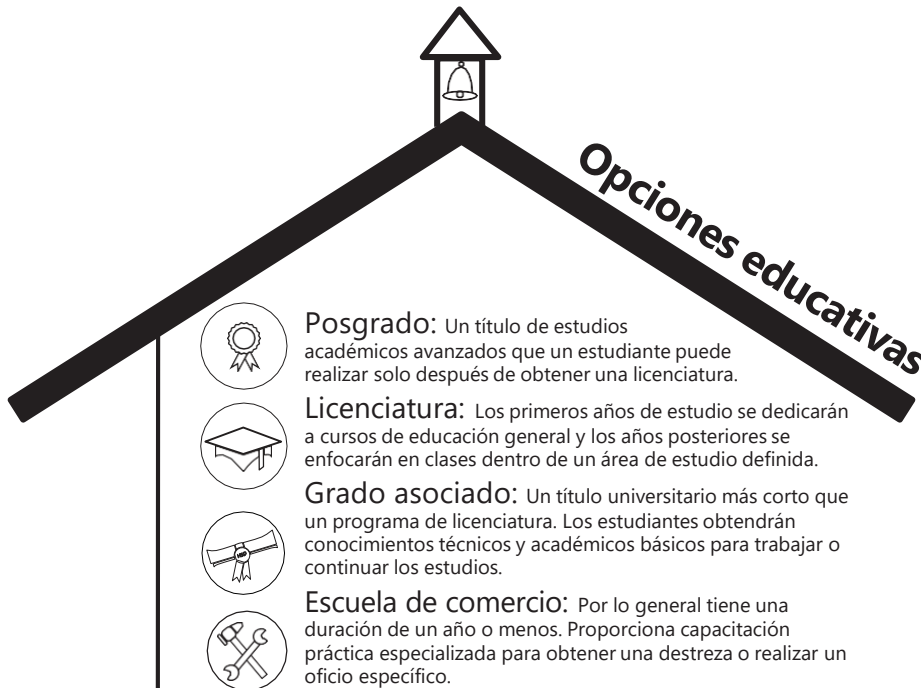 Opciones educativas
Posgrado: Un título de estudios
académicos avanzados que un estudiante puede
realizar solo después de obtener una licenciatura.
Licenciatura: Los primeros años de estudio se dedicarán
a cursos de educación general y los años posteriores se
enfocarán en clases dentro de un área de estudio definida.
Grado asociado: Un título universitario más corto que
un programa de licenciatura. Los estudiantes obtendrán
conocimientos técnicos y académicos básicos para trabajar o
continuar los estudios.
Escuela de comercio: Por lo general tiene una
duración de un año o menos. Proporciona capacitación
práctica especializada para obtener una destreza o realizar un
oficio específico.